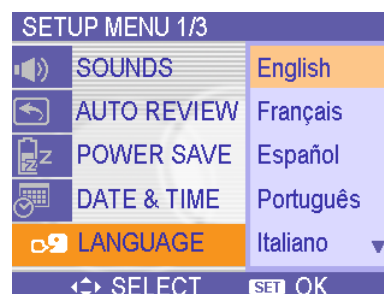 SETUP MENU 1/3
SOUNDS
AUTO REVIEW
POWER SAVE
DATE & TIME
LANGUAGE
English
Français
Español
Português
Italiano
SELECT SET OK